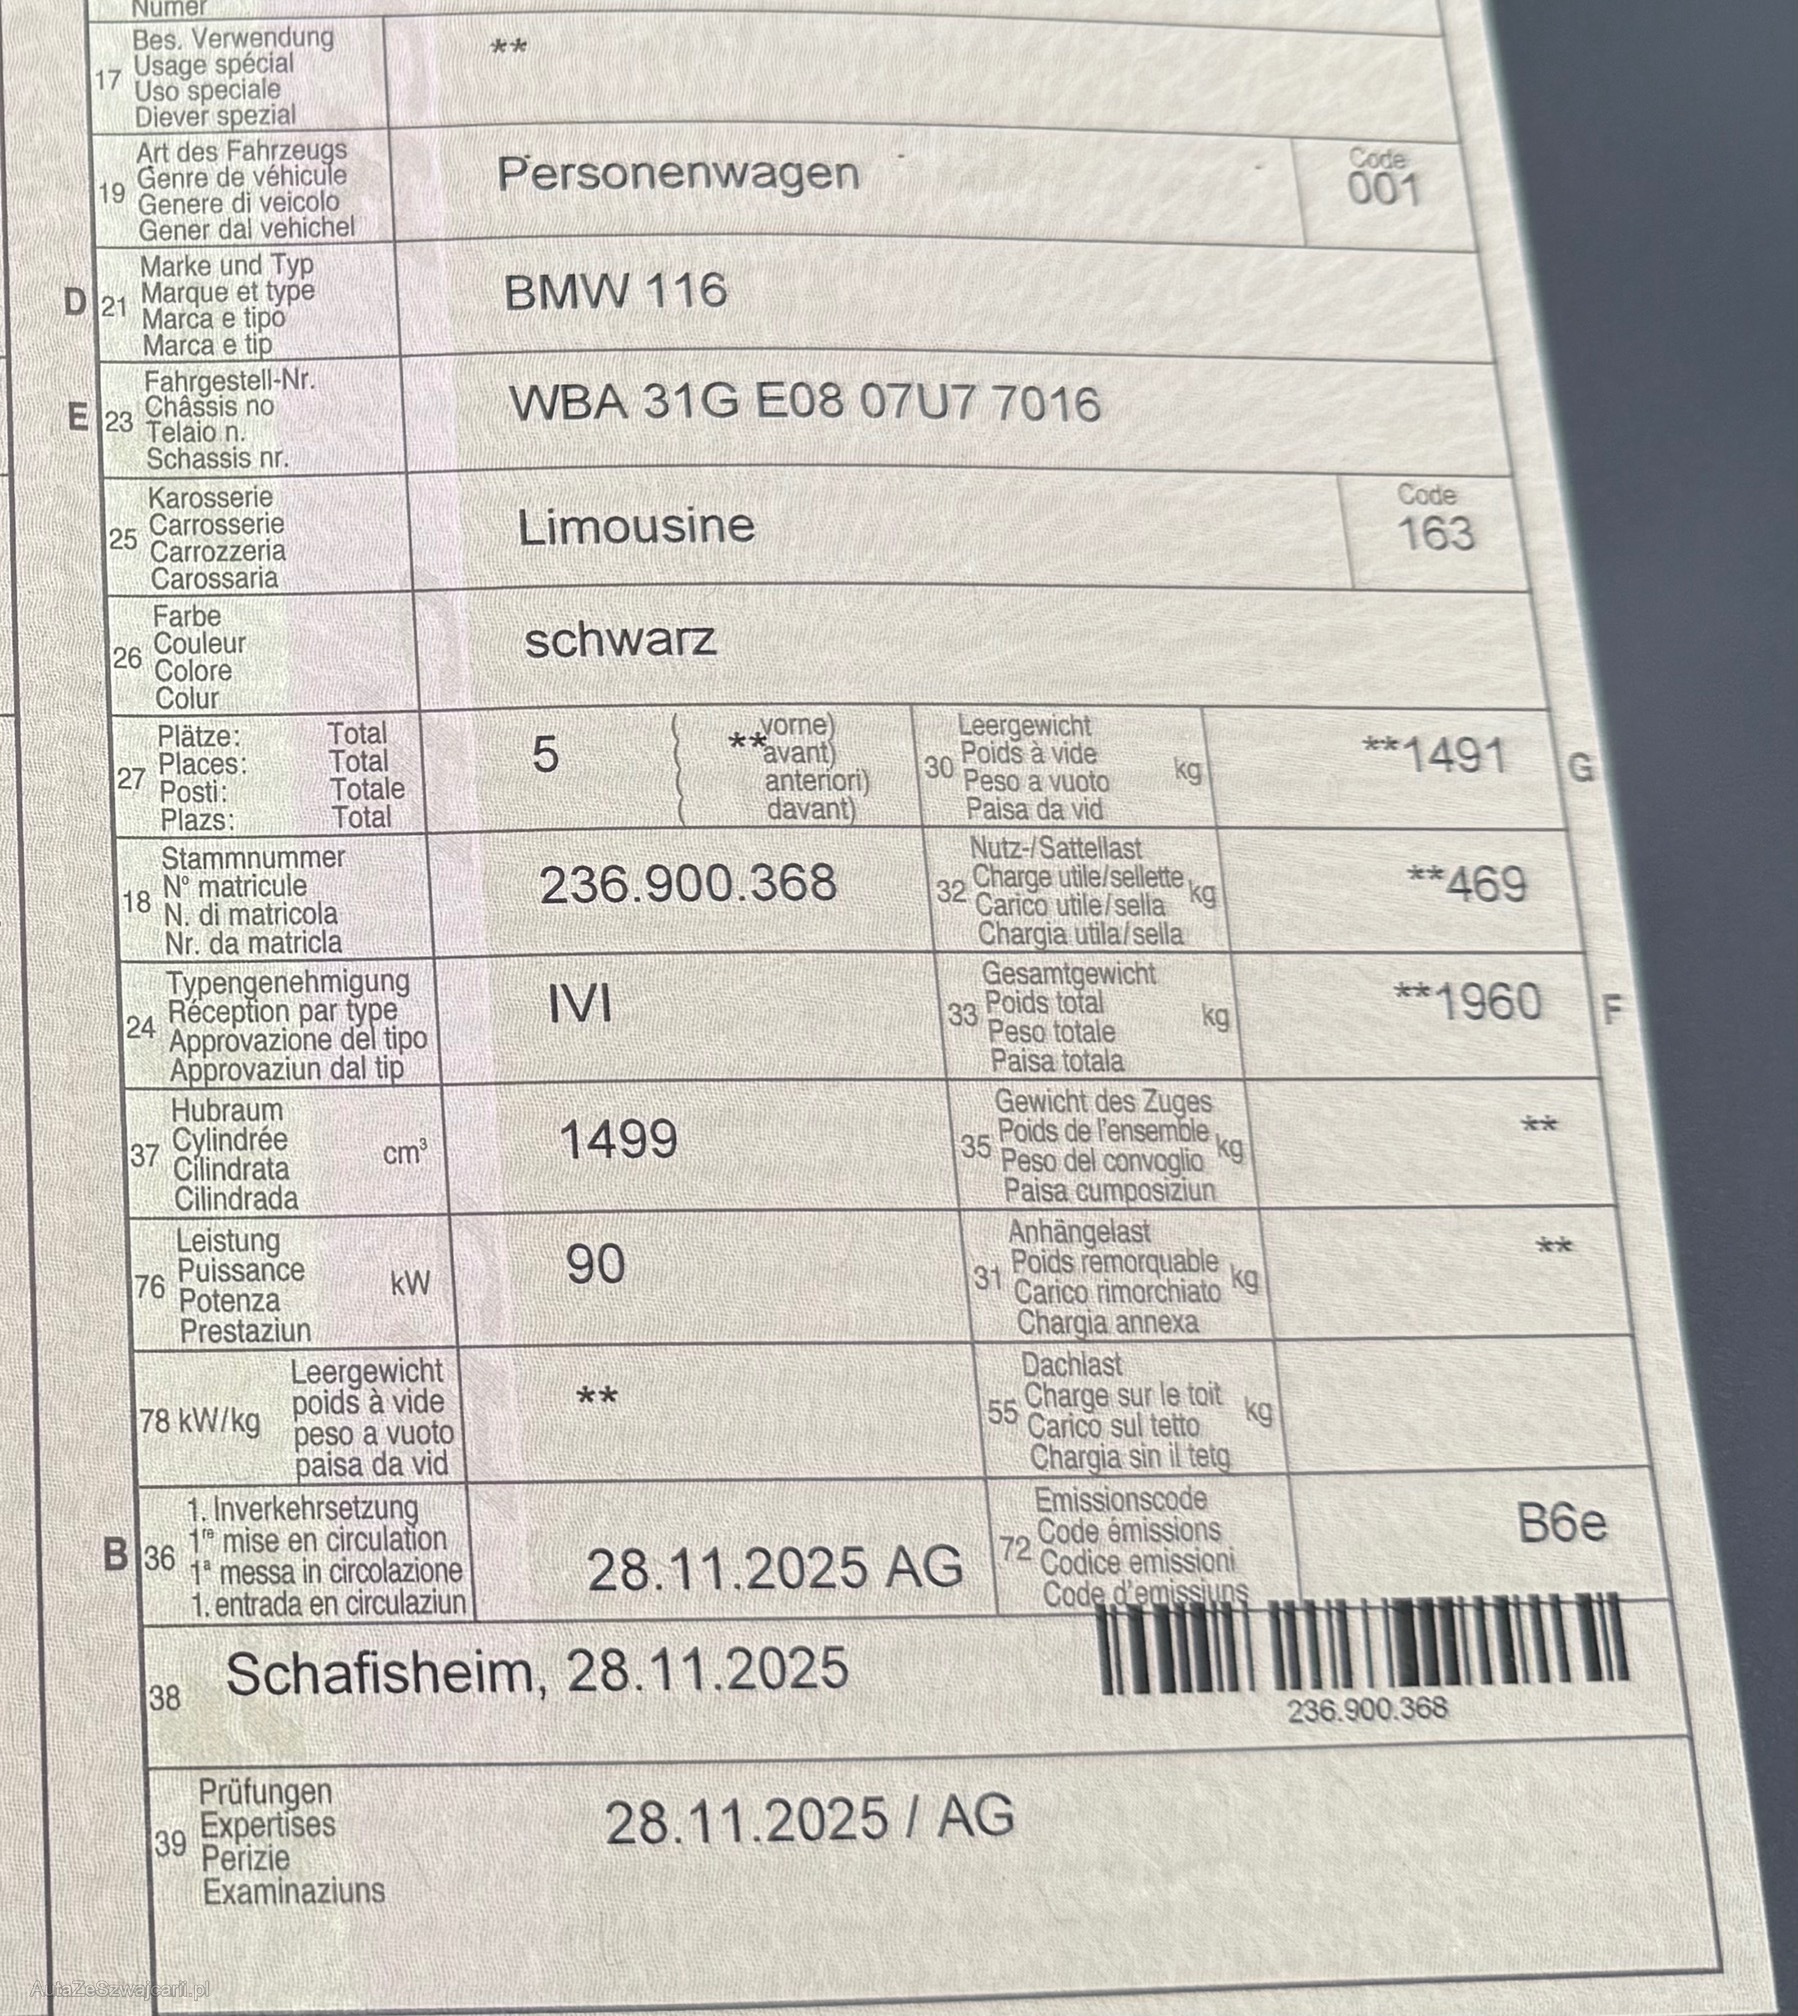 Numer
17 Bes. Verwendung **
Usage spécial
Uso speciale
Diever spezial
19 Art des Fahrzeugs Personenwagen Code 001
Genre de véhicule
Genere di veicolo
Gener dal vehichel
D 21 Marke und Typ BMW 116
Marque et type
Marca e tipo
Marca e tip
E 23 Fahrgestell-Nr. WBA 31G E08 07U7 7016
Châssis no
Telaio n.
Schassis nr.
25 Karosserie Limousine Code 163
Carrosserie
Carrozzeria
Carossaria
26 Farbe schwarz
Couleur
Colore
Colur
27 Plätze: Total 5 ( ** vorne)
Places: Total ( avant)
Posti: Totale ( anteriori)
Plazs: Total ( davant)
30 Leergewicht kg **1491 G
Poids à vide
Peso a vuoto
Paisa da vid
18 Stammnummer 236.900.368
Nº matricule
N. di matricola
Nr. da matricla
32 Nutz-/Sattellast kg **469
Charge utile/sellette
Carico utile/sella
Chargia utila/sella
24 Typengenehmigung IVI
Réception par type
Approvazione del tipo
Approvaziun dal tip
33 Gesamtgewicht kg **1960 F
Poids total
Peso totale
Paisa totala
37 Hubraum cm³ 1499
Cylindrée
Cilindrata
Cilindrada
35 Gewicht des Zuges kg **
Poids de l'ensemble
Peso del convoglio
Paisa cumposiziun
76 Leistung kW 90
Puissance
Potenza
Prestaziun
31 Anhängelast kg **
Poids remorquable
Carico rimorchiato
Chargia annexa
78 kW/kg Leergewicht **
poids à vide
peso a vuoto
paisa da vid
55 Dachlast kg
Charge sur le toit
Carico sul tetto
Chargia sin il tetg
B 36 1. Inverkehrsetzung 28.11.2025 AG
1re mise en circulation
1ª messa in circolazione
1. entrada en circulaziun
72 Emissionscode B6e
Code émissions
Codice emissioni
Code d'emissiuns
38 Schafisheim, 28.11.2025
236.900.368
39 Prüfungen 28.11.2025 / AG
Expertises
Perizie
Examinaziuns
AutaZeSzwajcarii.pl